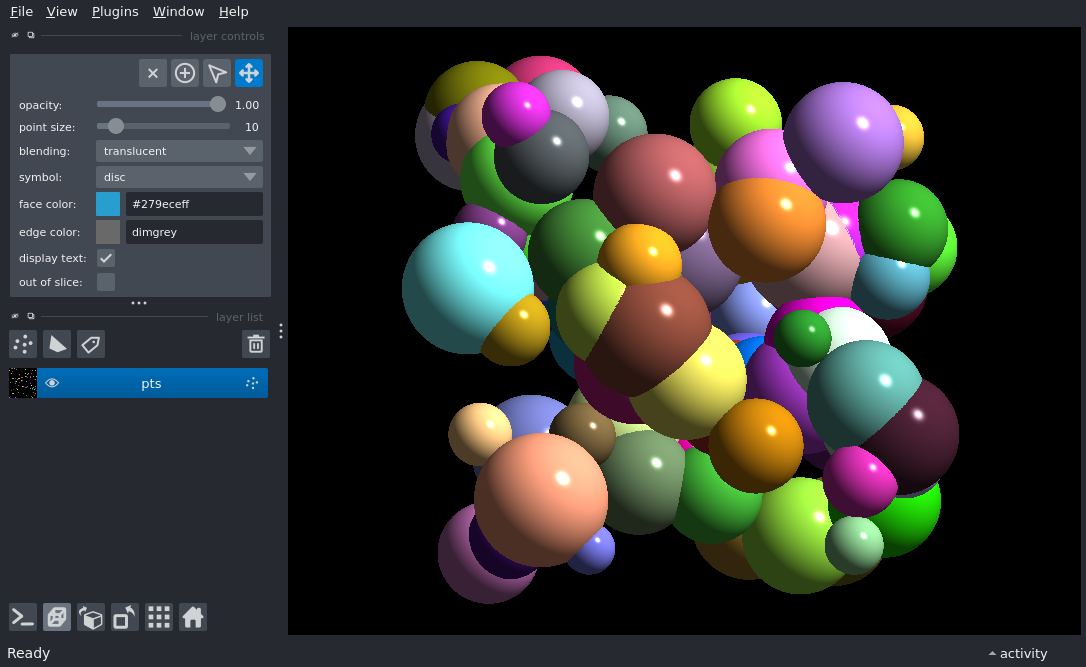 File View Plugins Window Help
layer controls
opacity: 1.00
point size: 10
blending: translucent
symbol: disc
face color: #279eceff
edge color: dimgrey
display text:
out of slice:
layer list
pts
Ready
activity